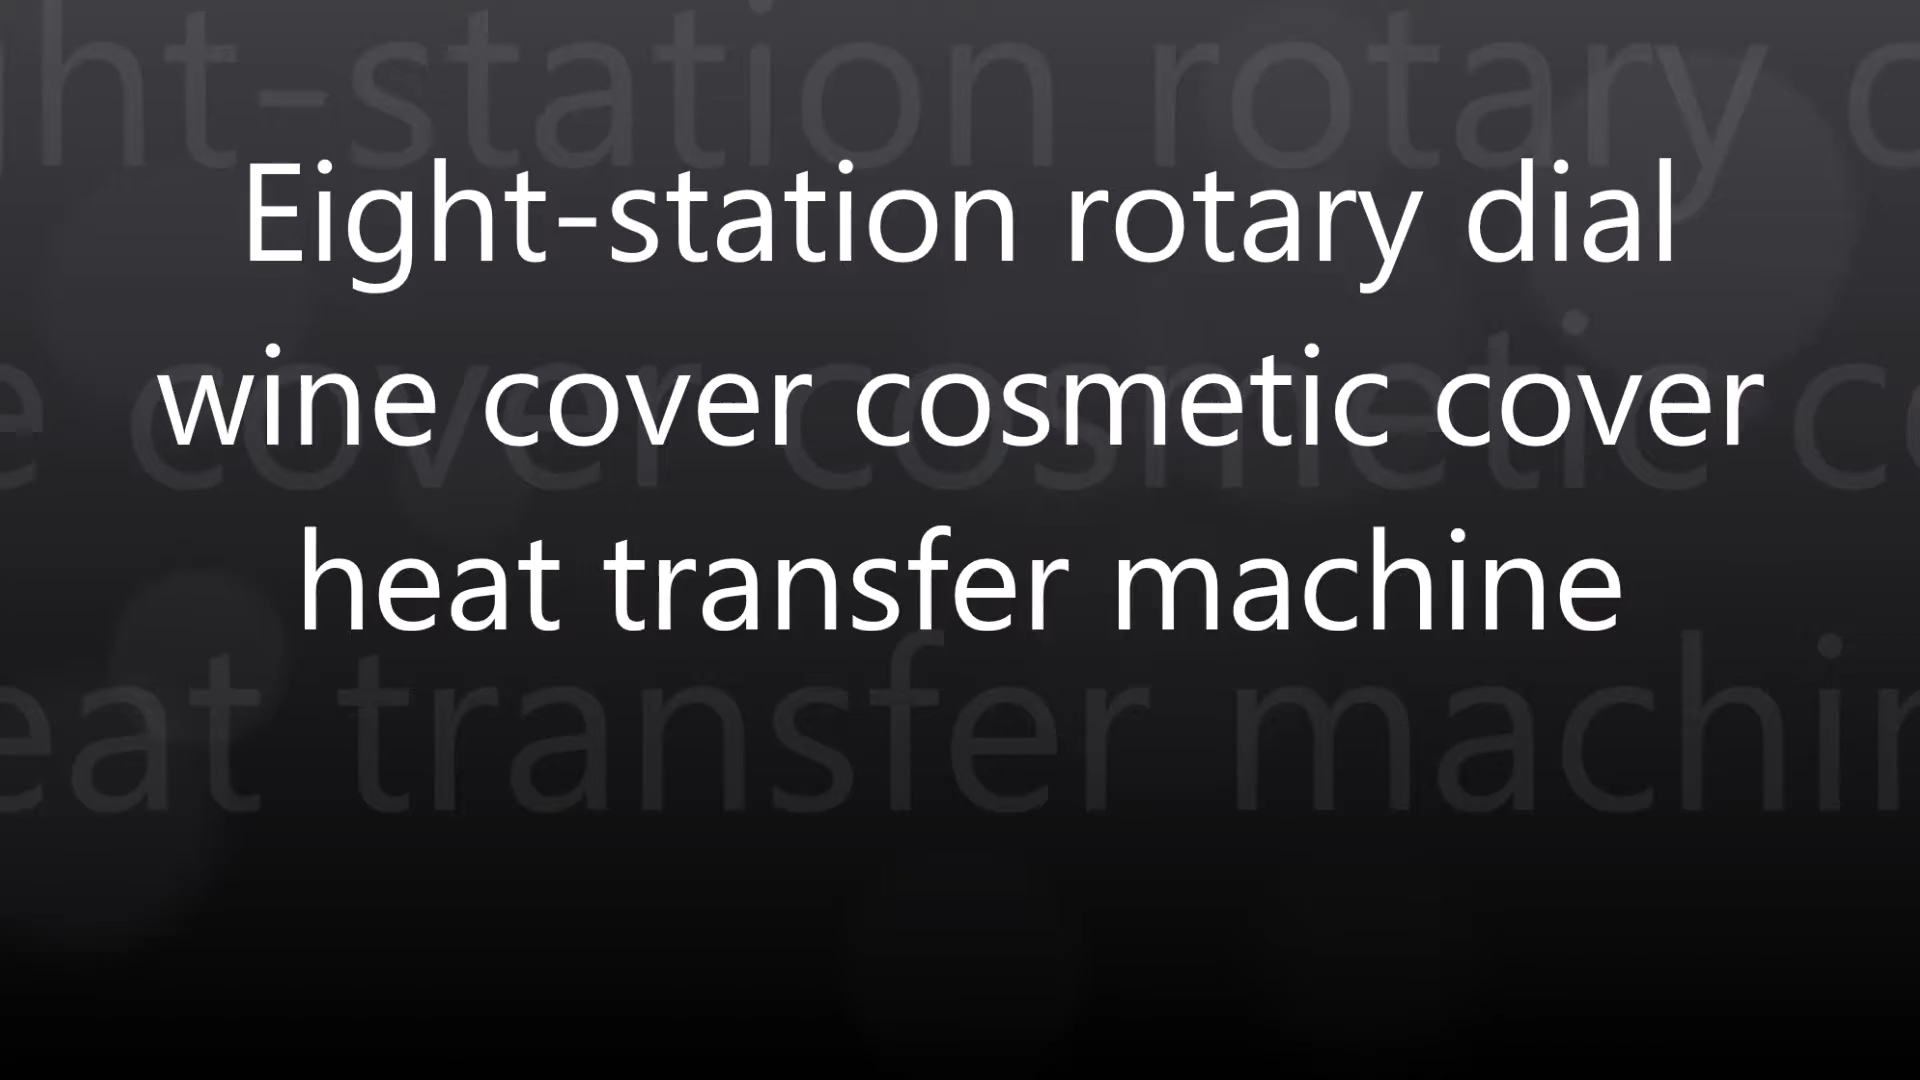 Eight-station rotary dial
wine cover cosmetic cover
heat transfer machine